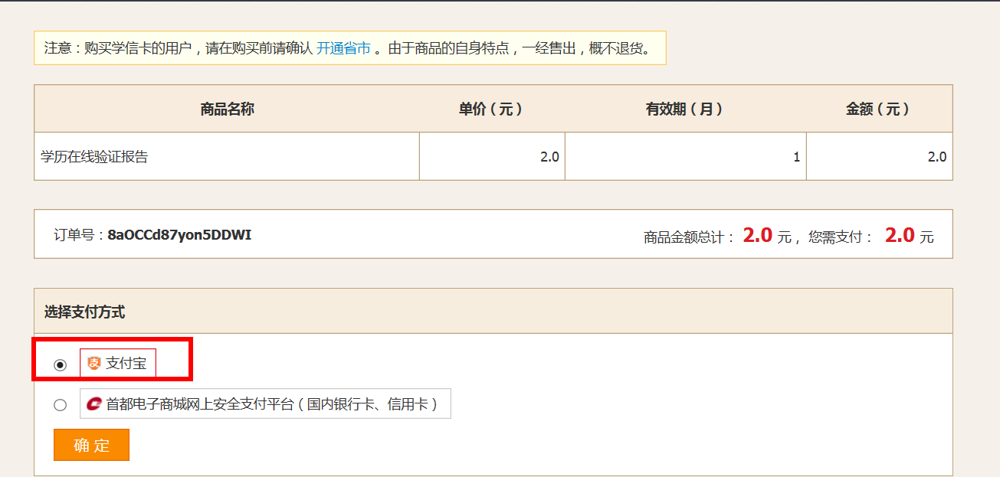 注意：购买学信卡的用户，请在购买前请确认 开通省市 。由于商品的自身特点，一经售出，概不退货。
商品名称 单价（元） 有效期（月） 金额（元）
学历在线验证报告 2.0 1 2.0
订单号：8aOCCd87yon5DDWI 商品金额总计： 2.0 元， 您需支付： 2.0 元
选择支付方式
支付宝
首都电子商城网上安全支付平台（国内银行卡、信用卡）
确 定